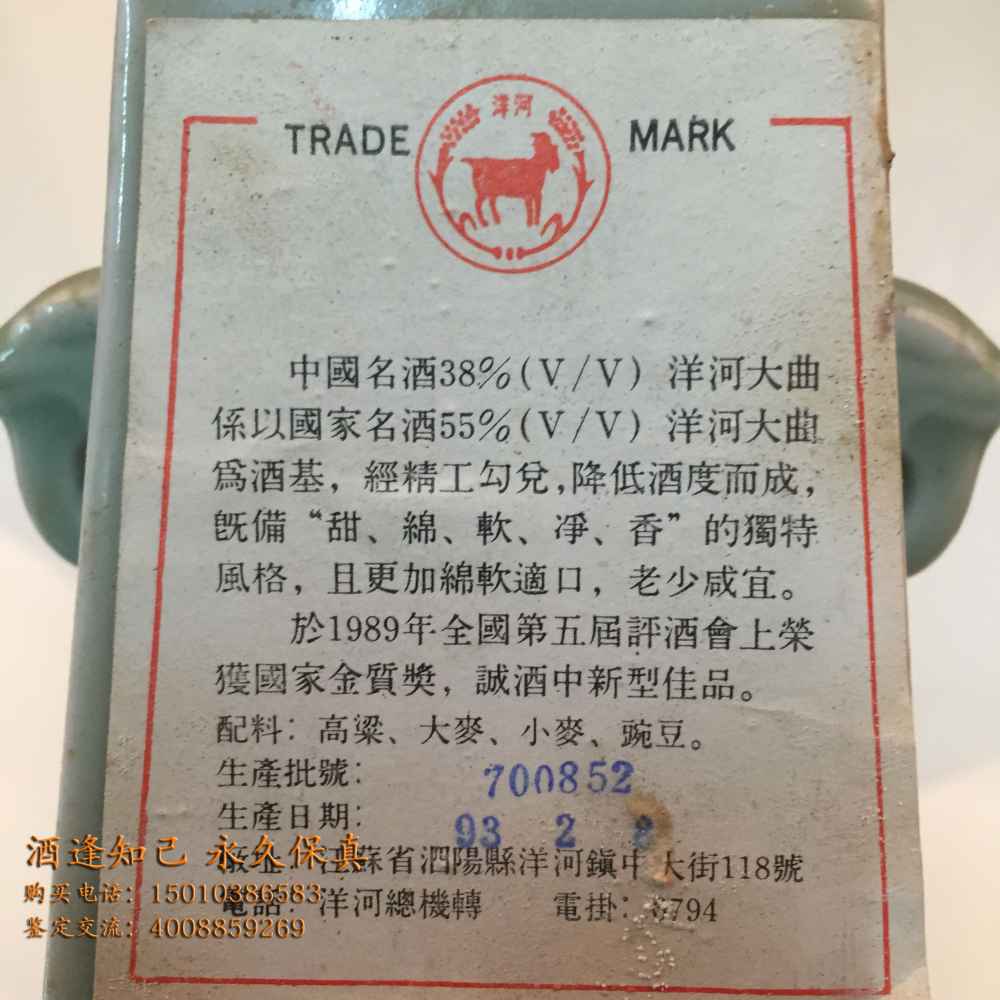 洋河
TRADE MARK
中國名酒38%(V/V) 洋河大曲
係以國家名酒55%(V/V) 洋河大曲
爲酒基，經精工勾兌，降低酒度而成，
旣備“甜、綿、軟、凈、香”的獨特
風格，且更加綿軟適口，老少咸宜。
於1989年全國第五屆評酒會上榮
獲國家金質獎，誠酒中新型佳品。
配料：高粱、大麥、小麥、豌豆。
生產批號：700852
生產日期：93 2
蘇省泗陽縣洋河鎮中大街118號
電話：洋河總機轉 電掛：6794
酒逢知己 永久保真
购买电话：15010386583
鉴定交流：4008859269